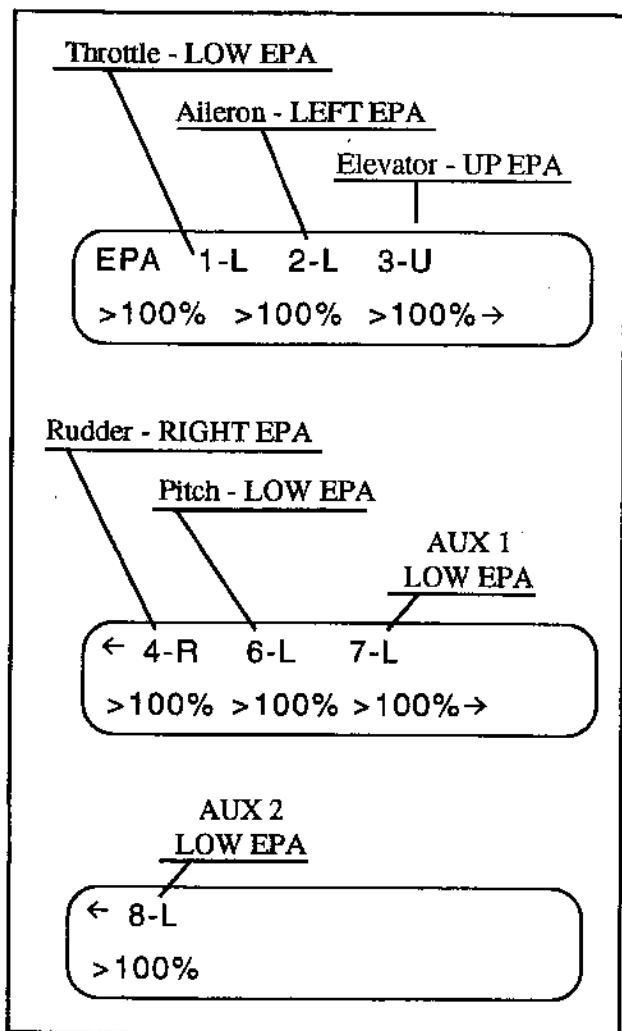 Throttle - LOW EPA
Aileron - LEFT EPA
Elevator - UP EPA
EPA 1-L 2-L 3-U
>100% >100% >100%→
Rudder - RIGHT EPA
Pitch - LOW EPA
AUX 1
LOW EPA
← 4-R 6-L 7-L
>100% >100% >100%→
AUX 2
LOW EPA
← 8-L
>100%